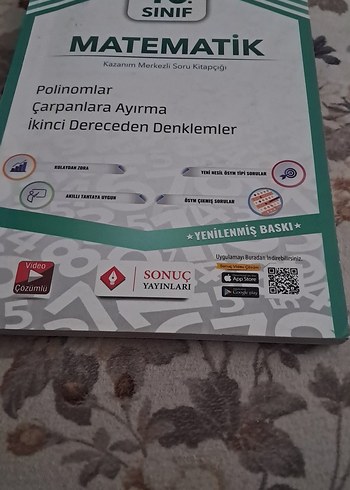 SINIF
MATEMATİK
Kazanım Merkezli Soru Kitapçığı
Polinomlar
Çarpanlara Ayırma
İkinci Dereceden Denklemler
KOLAYDAN ZORA
YENİ NESİL ÖSYM TİPİ SORULAR
AKILLI TAHTAYA UYGUN
ÖSYM ÇIKMIŞ SORULAR
★ YENİLENMİŞ BASKI ★
Uygulamayı Buradan İndirebilirsiniz.
Video
Çözümlü
SONUÇ
YAYINLARI
App Store
Google play